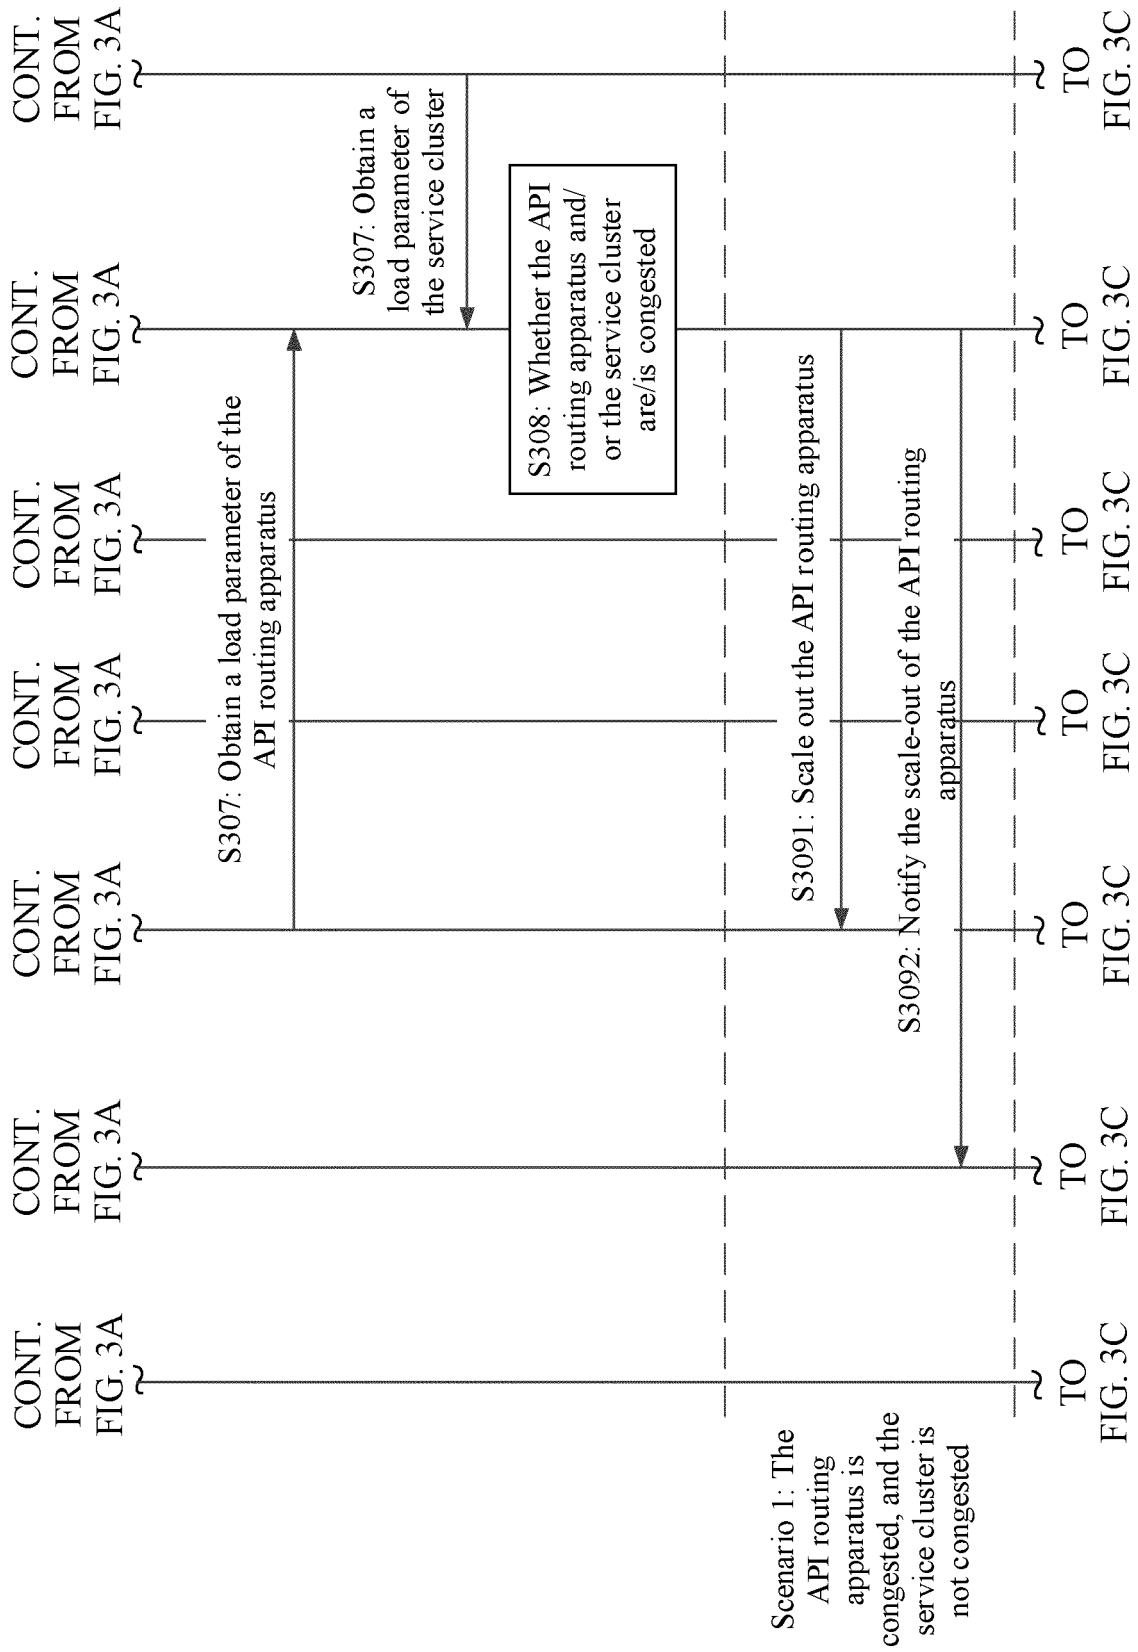 CONT.
FROM
FIG. 3A
CONT.
FROM
FIG. 3A
CONT.
FROM
FIG. 3A
CONT.
FROM
FIG. 3A
CONT.
FROM
FIG. 3A
CONT.
FROM
FIG. 3A
CONT.
FROM
FIG. 3A
S307: Obtain a load parameter of the
API routing apparatus
S307: Obtain a
load parameter of
the service cluster
S308: Whether the API
routing apparatus and/
or the service cluster
are/is congested
Scenario 1: The
API routing
apparatus is
congested, and the
service cluster is
not congested
S3091: Scale out the API routing apparatus
S3092: Notify the scale-out of the API routing
apparatus
TO
FIG. 3C
TO
FIG. 3C
TO
FIG. 3C
TO
FIG. 3C
TO
FIG. 3C
TO
FIG. 3C
TO
FIG. 3C